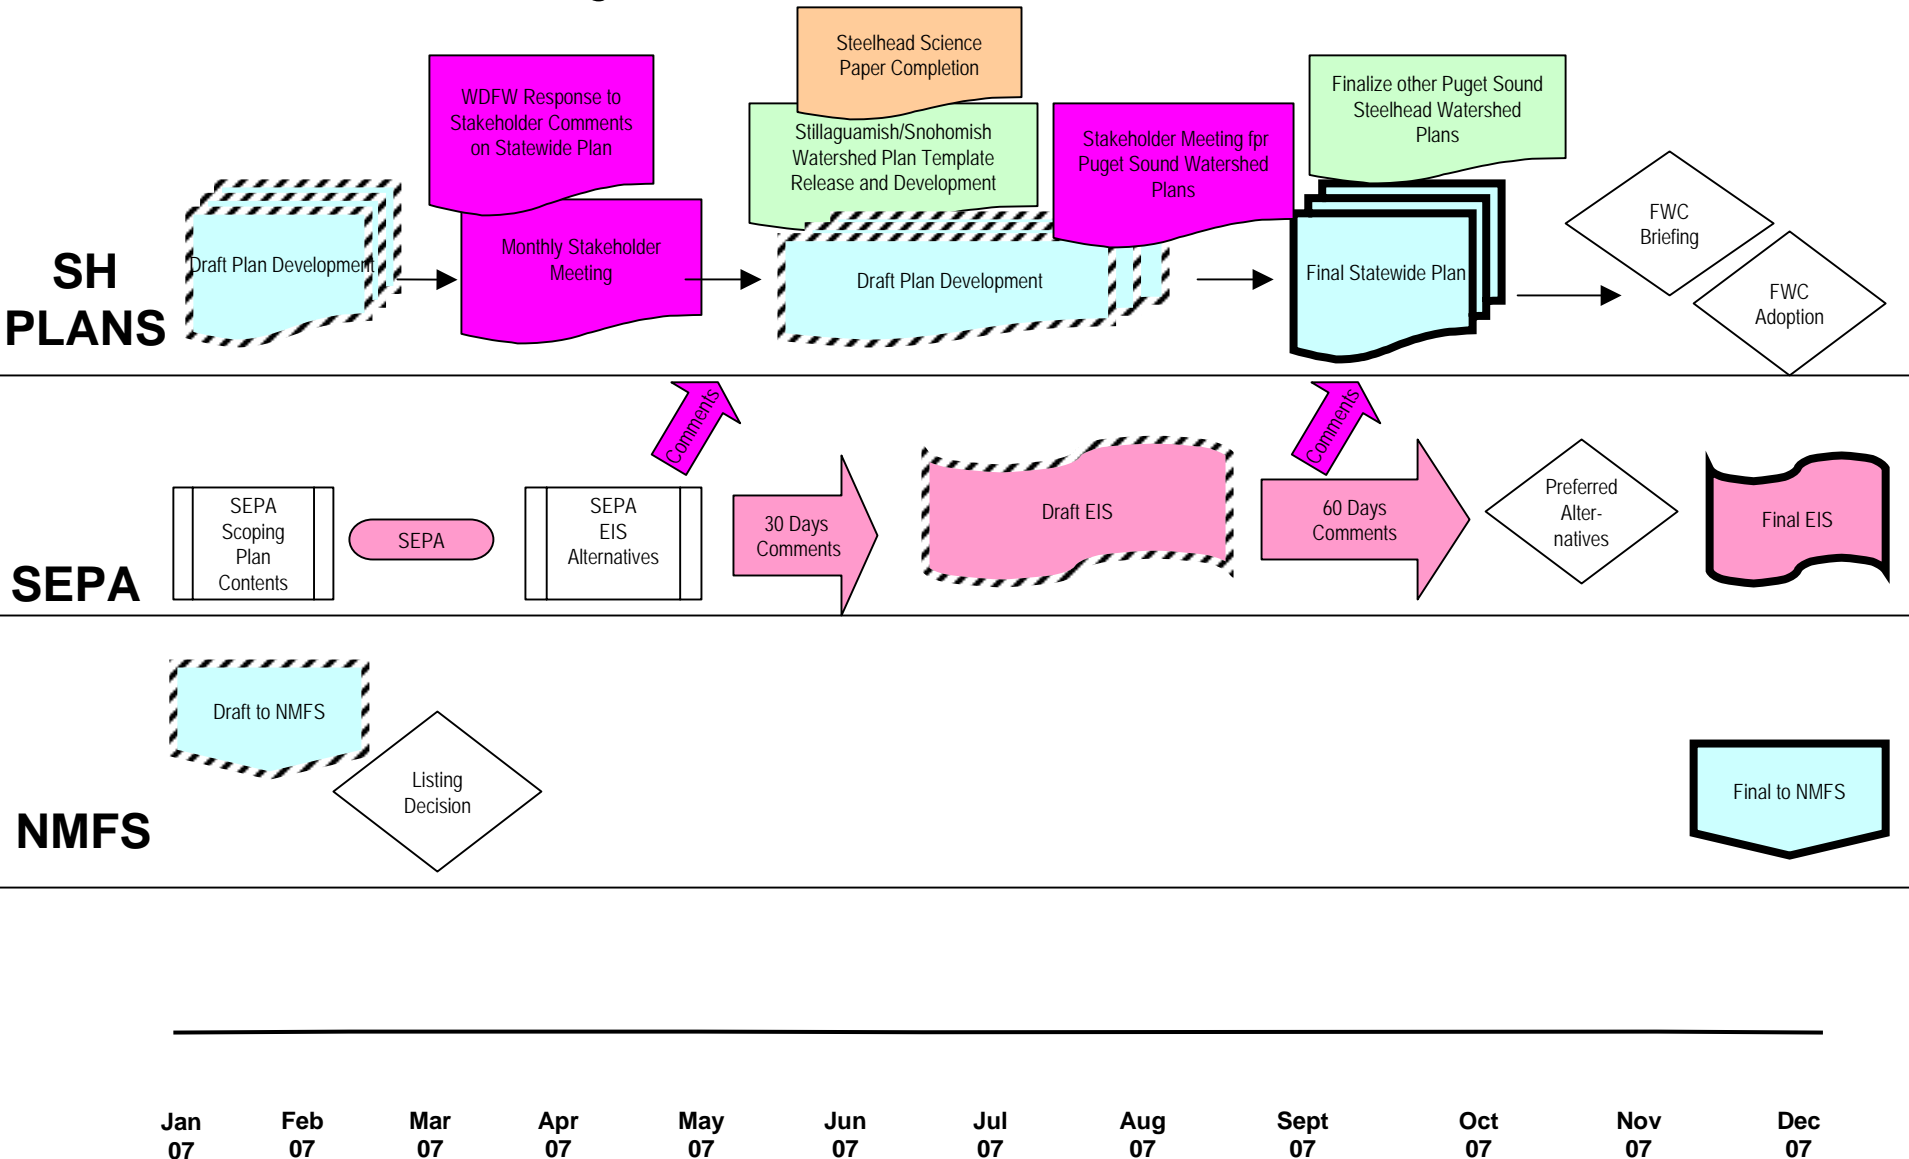 Steelhead Science
Paper Completion
WDFW Response to
Stakeholder Comments
on Statewide Plan
Stillaguamish/Snohomish
Watershed Plan Template
Release and Development
Stakeholder Meeting fpr
Puget Sound Watershed
Plans
Finalize other Puget Sound
Steelhead Watershed
Plans
SH
PLANS
Draft Plan Development
Monthly Stakeholder
Meeting
Draft Plan Development
Final Statewide Plan
FWC
Briefing
FWC
Adoption
Comments
Comments
SEPA
SEPA
Scoping
Plan
Contents
SEPA
SEPA
EIS
Alternatives
30 Days
Comments
Draft EIS
60 Days
Comments
Preferred
Alter-
natives
Final EIS
NMFS
Draft to NMFS
Listing
Decision
Final to NMFS
Jan
07
Feb
07
Mar
07
Apr
07
May
07
Jun
07
Jul
07
Aug
07
Sept
07
Oct
07
Nov
07
Dec
07